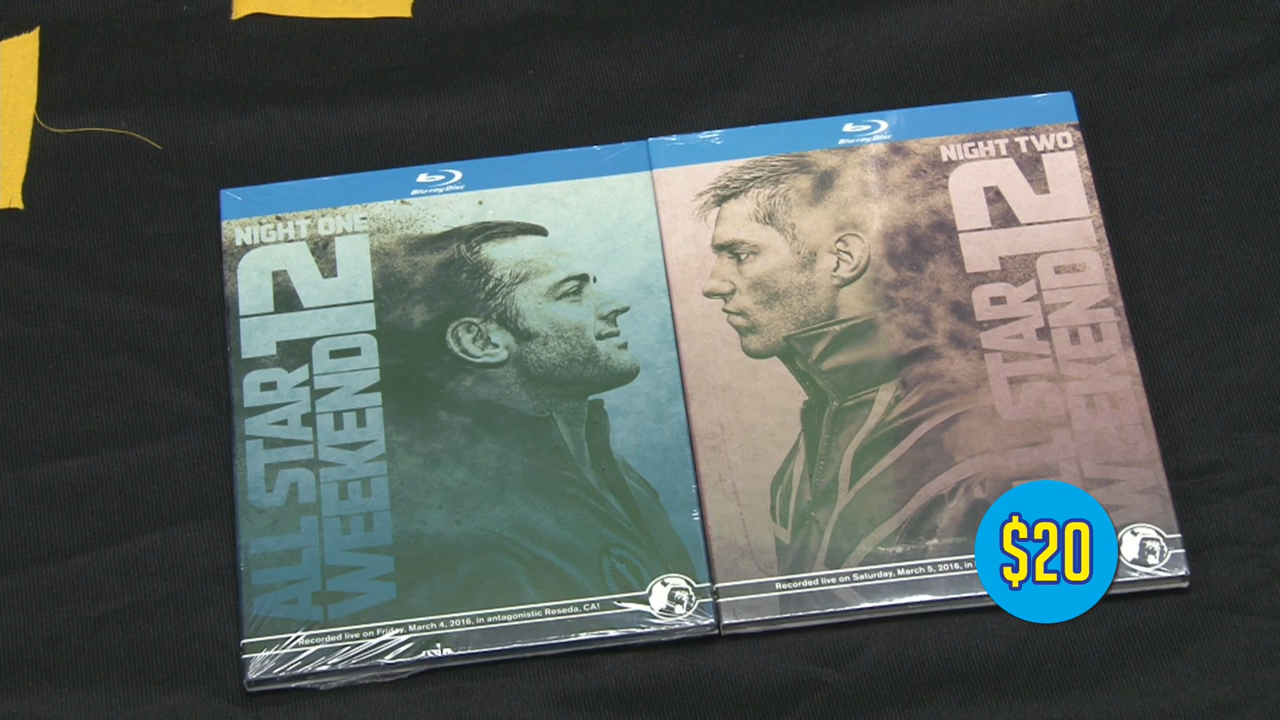 Blu-ray Disc
NIGHT ONE
12
ALL STAR
WEEKEND
Recorded live on Friday, March 4, 2016, in antagonistic Reseda, CA!
Blu-ray Disc
NIGHT TWO
12
ALL STAR
WEEKEND
Recorded live on Saturday, March 5, 2016, in
$20